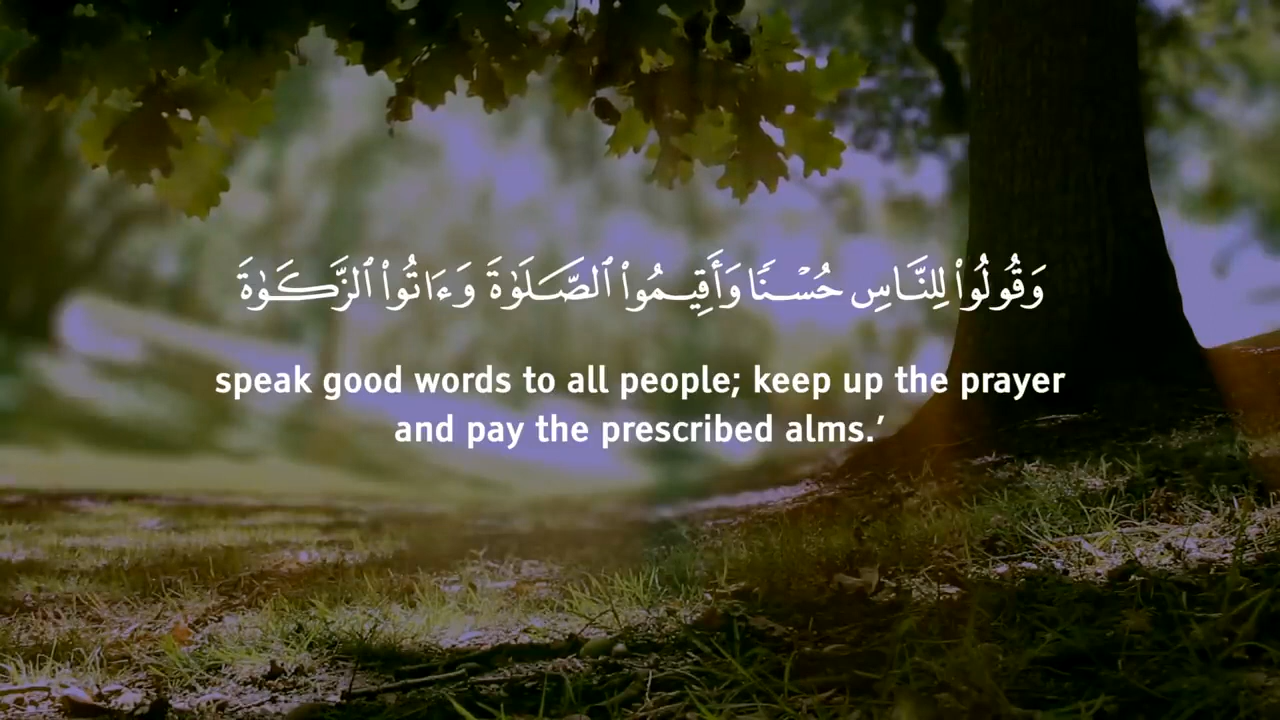 وَقُولُوا۟ لِلنَّاسِ حُسْنًۭا وَأَقِيمُوا۟ ٱلصَّلَوٰةَ وَءَاتُوا۟ ٱلزَّكَوٰةَ
speak good words to all people; keep up the prayer
and pay the prescribed alms.’